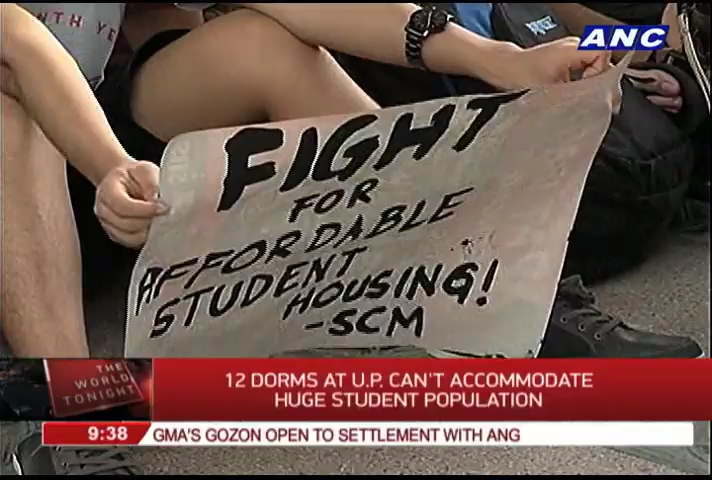 ANC
FIGHT
FOR
AFFORDABLE
STUDENT
HOUSING!
-SCM
THE
WORLD
TONIGHT
12 DORMS AT U.P. CAN'T ACCOMMODATE
HUGE STUDENT POPULATION
9:38 GMA'S GOZON OPEN TO SETTLEMENT WITH ANG